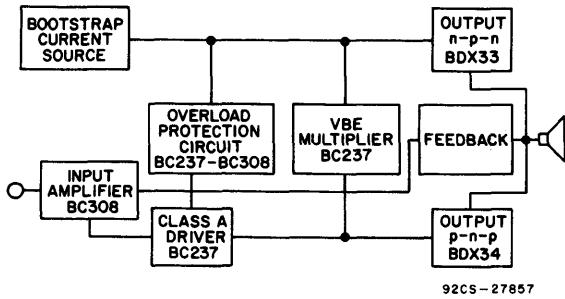 BOOTSTRAP
CURRENT
SOURCE
OUTPUT
n-p-n
BDX33
OVERLOAD
PROTECTION
CIRCUIT
BC237-BC308
VBE
MULTIPLIER
BC237
FEEDBACK
INPUT
AMPLIFIER
BC308
CLASS A
DRIVER
BC237
OUTPUT
p-n-p
BDX34
92CS-27857